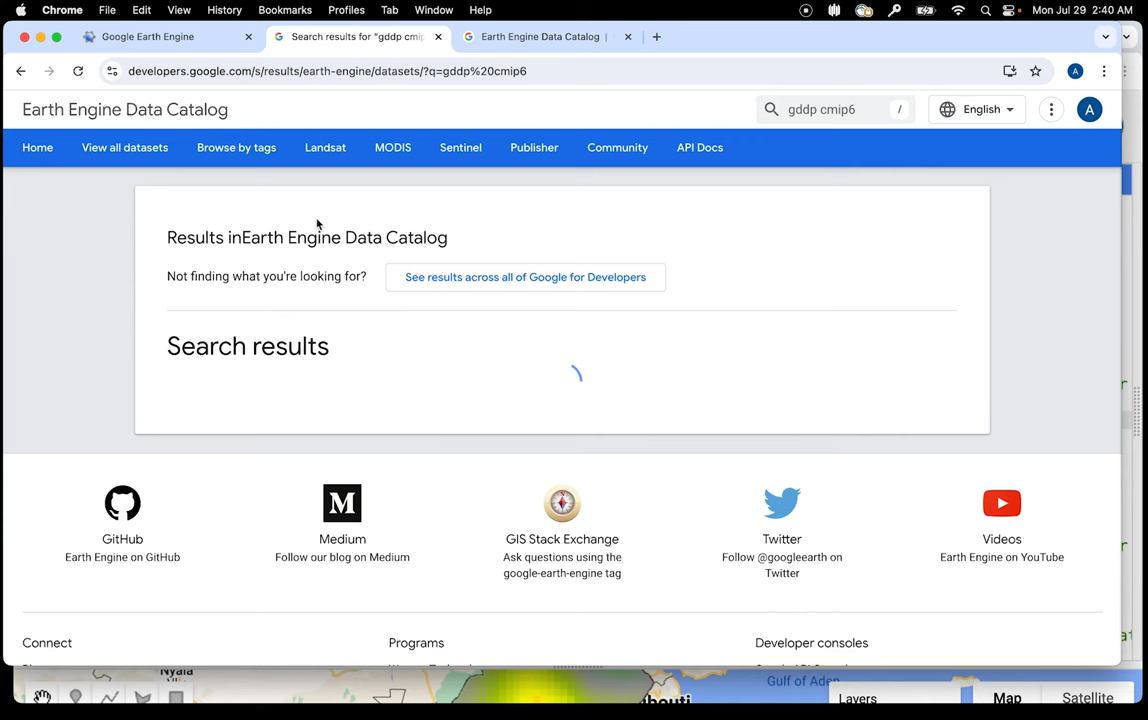 Chrome File Edit View History Bookmarks Profiles Tab Window Help Mon Jul 29 2:40 AM
Google Earth Engine
Search results for "gddp cmip
Earth Engine Data Catalog
developers.google.com/s/results/earth-engine/datasets/?q=gddp%20cmip6
A
Earth Engine Data Catalog
gddp cmip6 /
English
A
Home View all datasets Browse by tags Landsat MODIS Sentinel Publisher Community API Docs
Results inEarth Engine Data Catalog
Not finding what you're looking for?
See results across all of Google for Developers
Search results
M
GitHub
Earth Engine on GitHub
Medium
Follow our blog on Medium
GIS Stack Exchange
Ask questions using the
google-earth-engine tag
Twitter
Follow @googleearth on
Twitter
Videos
Earth Engine on YouTube
Connect
Programs
Developer consoles
Nyala
Gulf of Aden
Layers
Map
Satellite